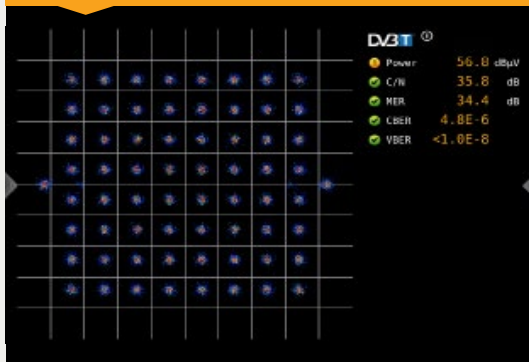 DVB T
Power 56.8 dBµV
C/N 35.8 dB
MER 34.4 dB
CBER 4.8E-6
VBER <1.0E-8